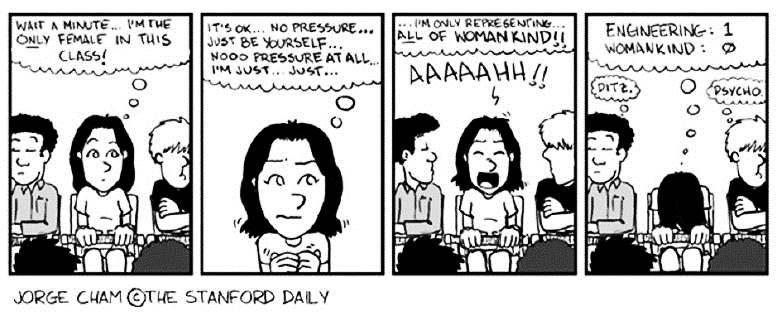 WAIT A MINUTE... I'M THE
ONLY FEMALE IN THIS
CLASS!
IT'S OK... NO PRESSURE...
JUST BE YOURSELF...
NOOO PRESSURE AT ALL...
I'M JUST... JUST...
...I'M ONLY REPRESENTING...
ALL OF WOMANKIND!!
AAAAAHH!!
ENGINEERING: 1
WOMANKIND: 0
DITZ.
PSYCHO.
JORGE CHAM © THE STANFORD DAILY